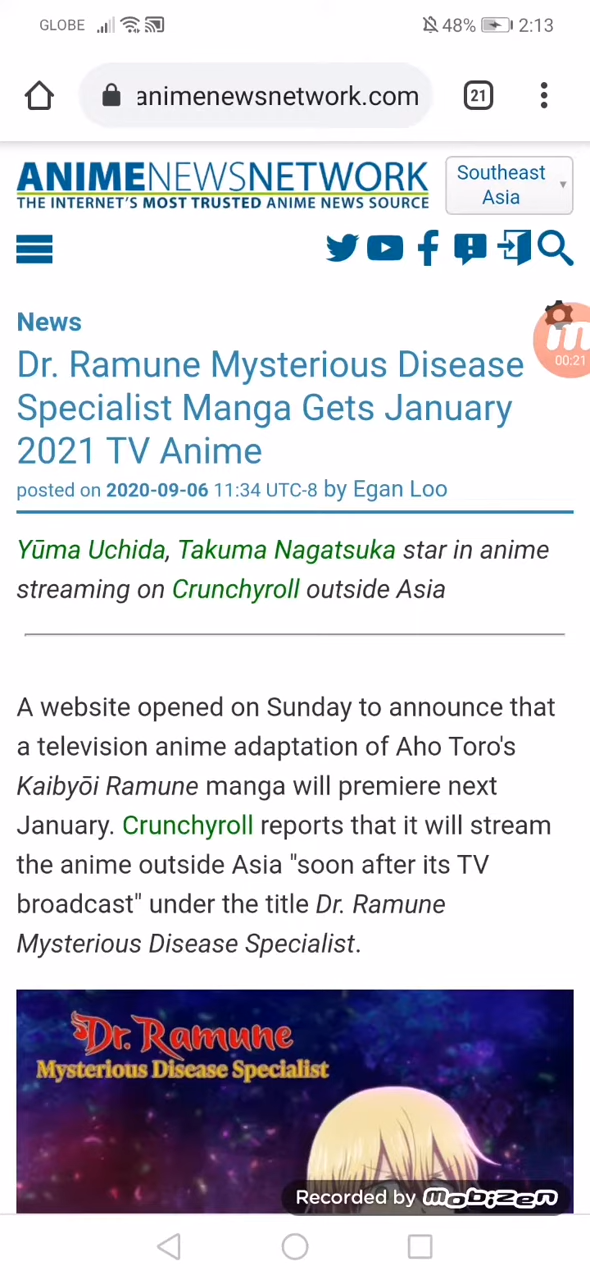 GLOBE 48% 2:13
animenewsnetwork.com 21
ANIMENEWSNETWORK
THE INTERNET'S MOST TRUSTED ANIME NEWS SOURCE
Southeast
Asia
News
Dr. Ramune Mysterious Disease
Specialist Manga Gets January
2021 TV Anime
00:21
posted on 2020-09-06 11:34 UTC-8 by Egan Loo
Yūma Uchida, Takuma Nagatsuka star in anime
streaming on Crunchyroll outside Asia
A website opened on Sunday to announce that
a television anime adaptation of Aho Toro's
Kaibyōi Ramune manga will premiere next
January. Crunchyroll reports that it will stream
the anime outside Asia "soon after its TV
broadcast" under the title Dr. Ramune
Mysterious Disease Specialist.
Dr. Ramune
Mysterious Disease Specialist
Recorded by mobizen